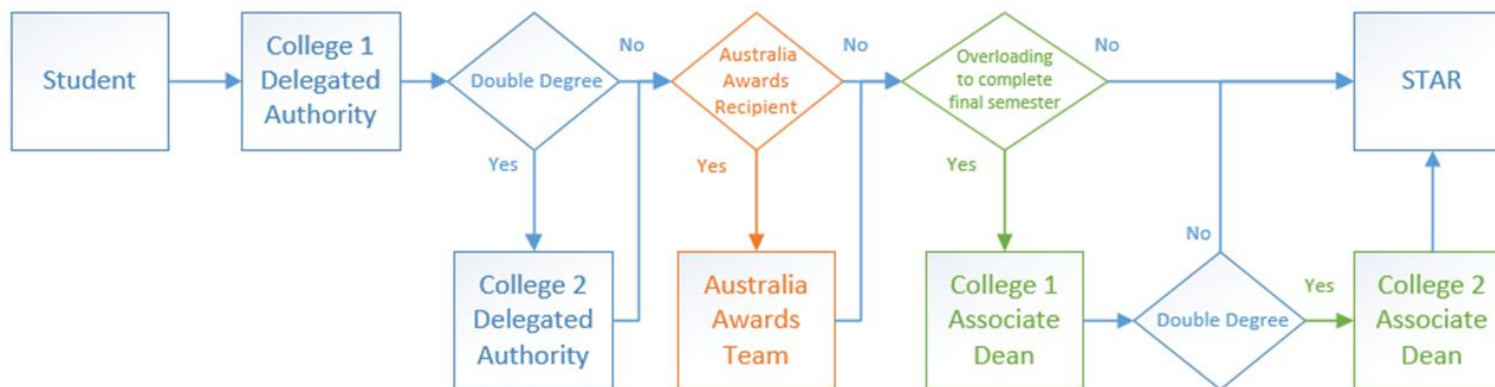 Student
College 1
Delegated
Authority
Double Degree
No
Yes
College 2
Delegated
Authority
Australia
Awards
Recipient
No
Yes
Australia
Awards
Team
Overloading
to complete
final semester
No
Yes
College 1
Associate
Dean
Double Degree
No
Yes
College 2
Associate
Dean
STAR